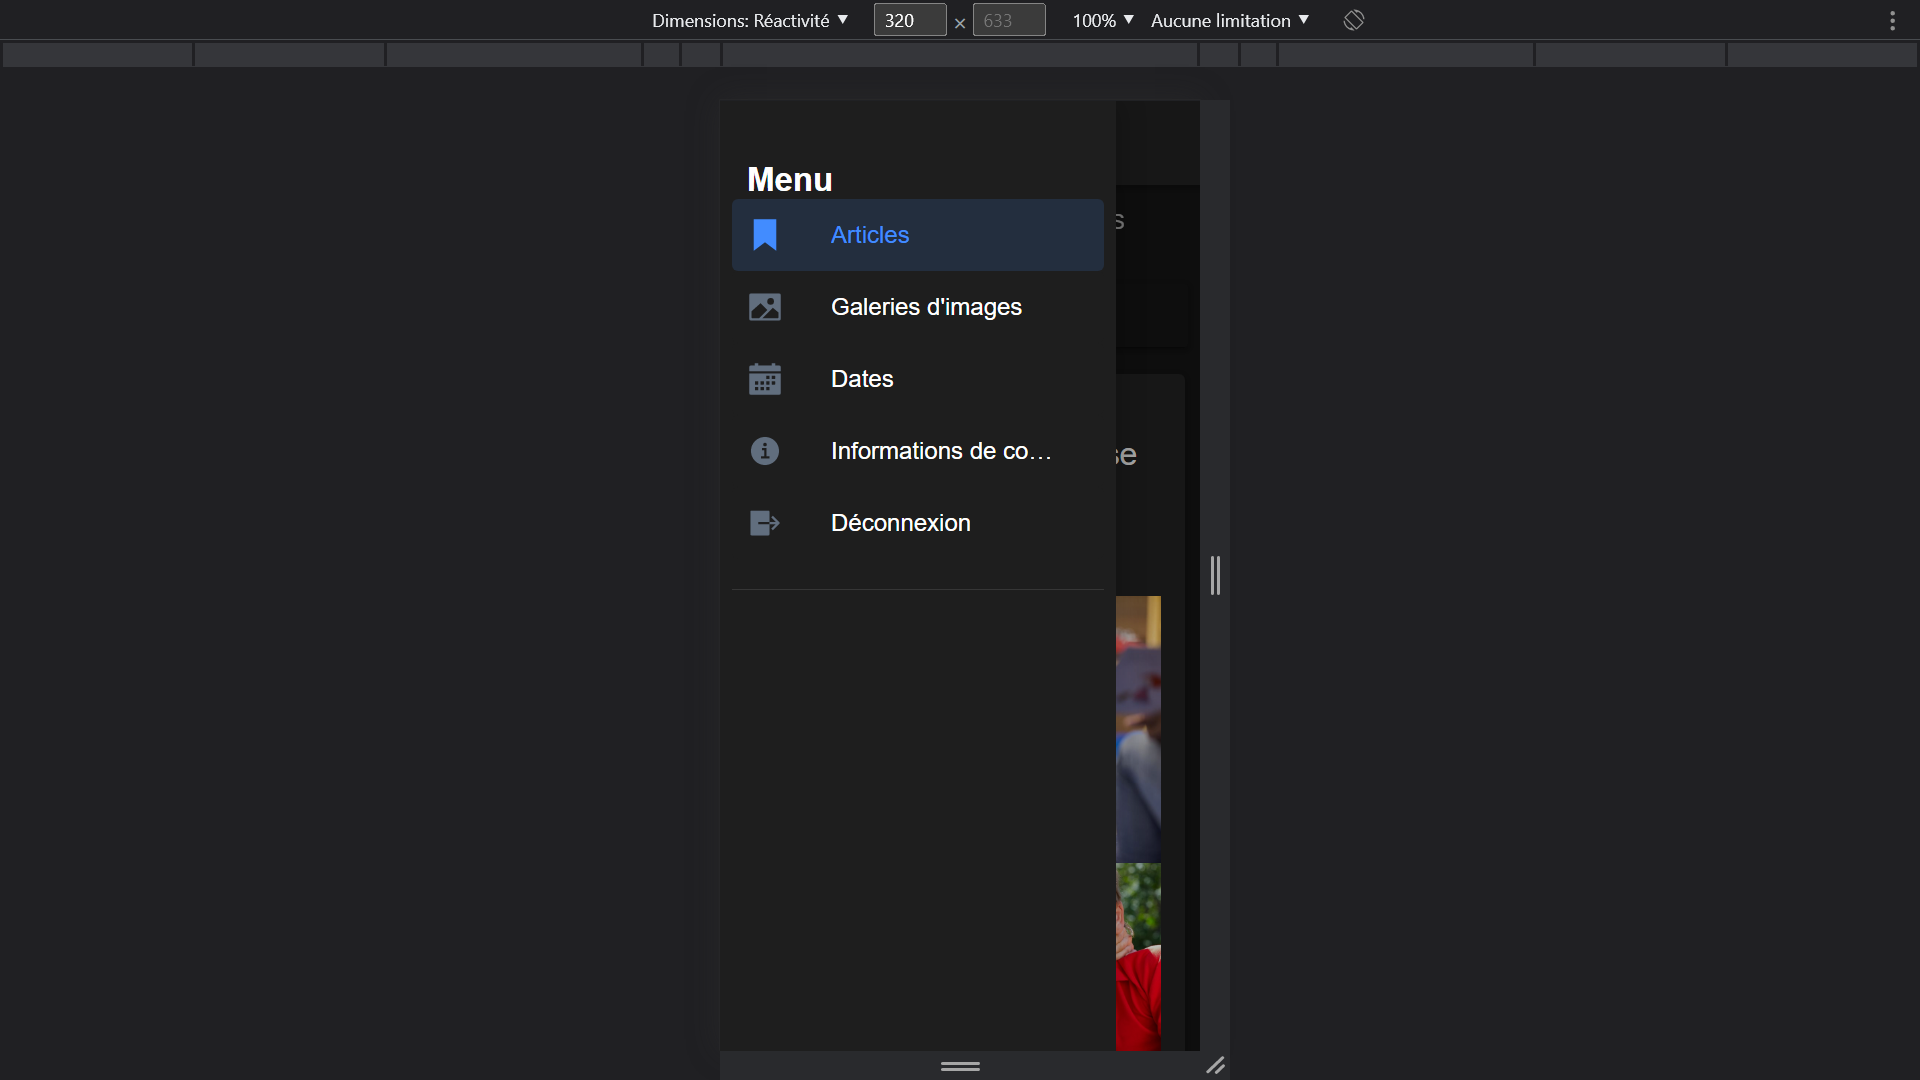 Dimensions: Réactivité ▼ 320 × 633 100% ▼ Aucune limitation ▼
Menu
Articles
s
Galeries d'images
Dates
Informations de co...
se
Déconnexion